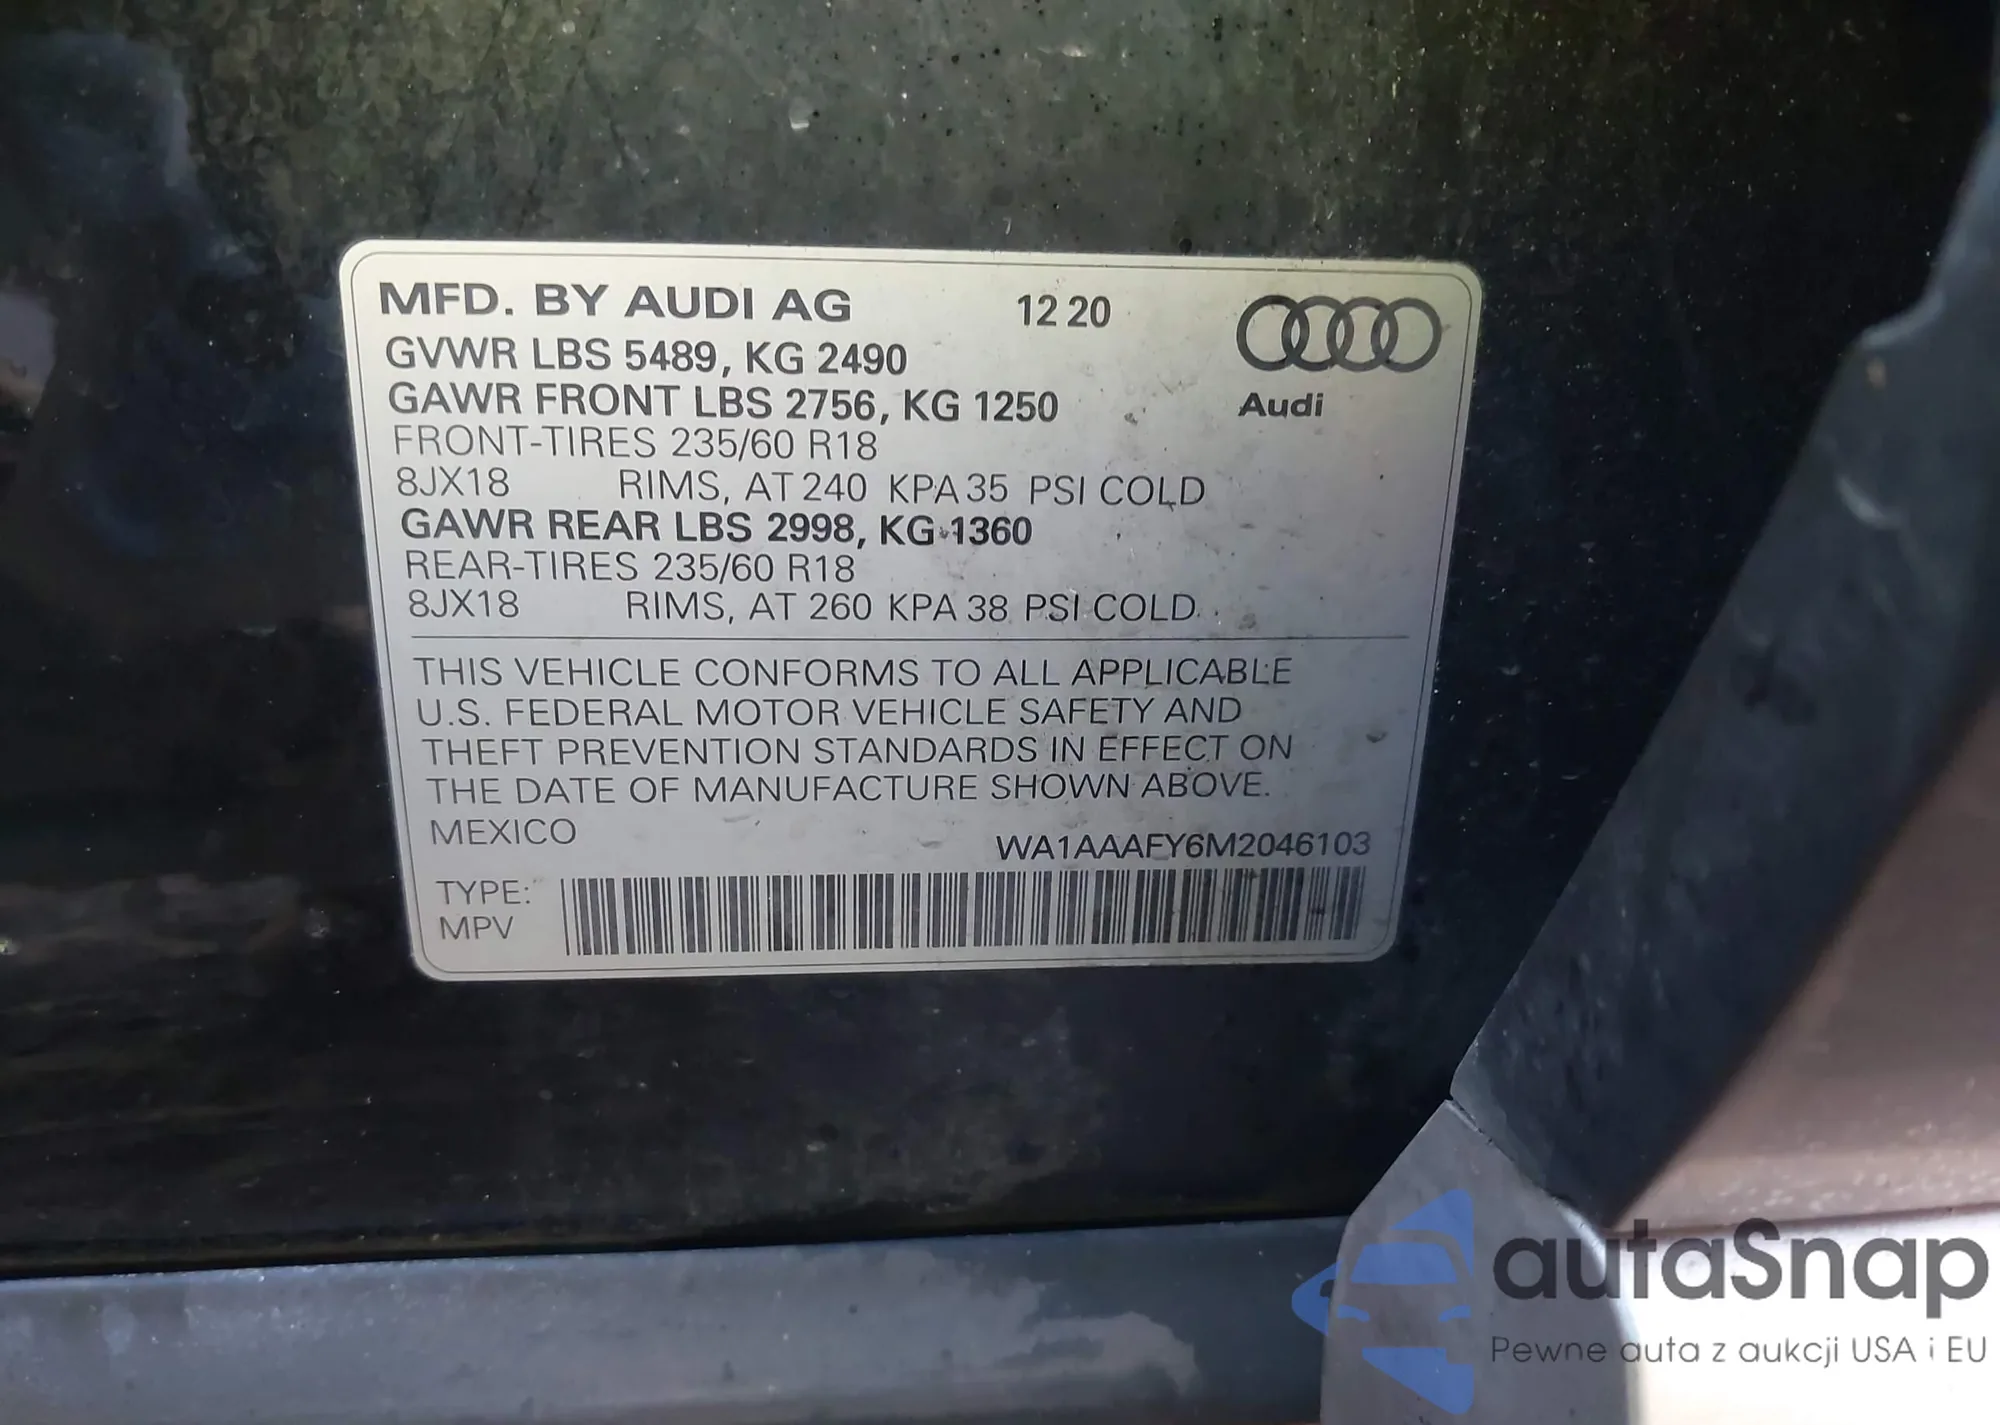 MFD. BY AUDI AG 12 20
GVWR LBS 5489, KG 2490
Audi
GAWR FRONT LBS 2756, KG 1250
FRONT-TIRES 235/60 R18
8JX18 RIMS, AT 240 KPA 35 PSI COLD
GAWR REAR LBS 2998, KG 1360
REAR-TIRES 235/60 R18
8JX18 RIMS, AT 260 KPA 38 PSI COLD
THIS VEHICLE CONFORMS TO ALL APPLICABLE
U.S. FEDERAL MOTOR VEHICLE SAFETY AND
THEFT PREVENTION STANDARDS IN EFFECT ON
THE DATE OF MANUFACTURE SHOWN ABOVE.
MEXICO WA1AAAFY6M2046103
TYPE:
MPV
autaSnap
Pewne auta z aukcji USA i EU